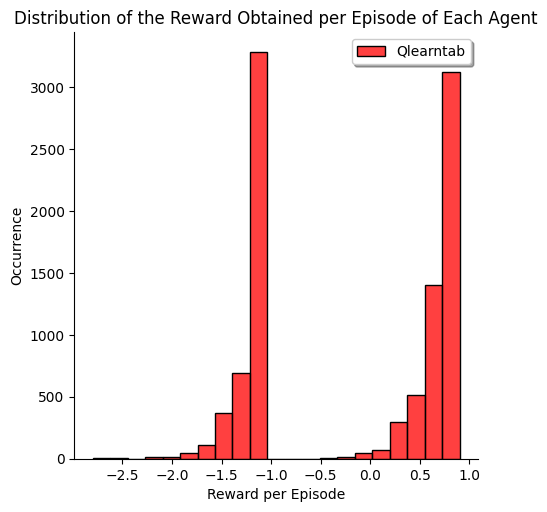 Distribution of the Reward Obtained per Episode of Each Agent
Qlearntab
3000
2500
2000
1500
1000
500
0
Occurrence
−2.5 −2.0 −1.5 −1.0 −0.5 0.0 0.5 1.0
Reward per Episode